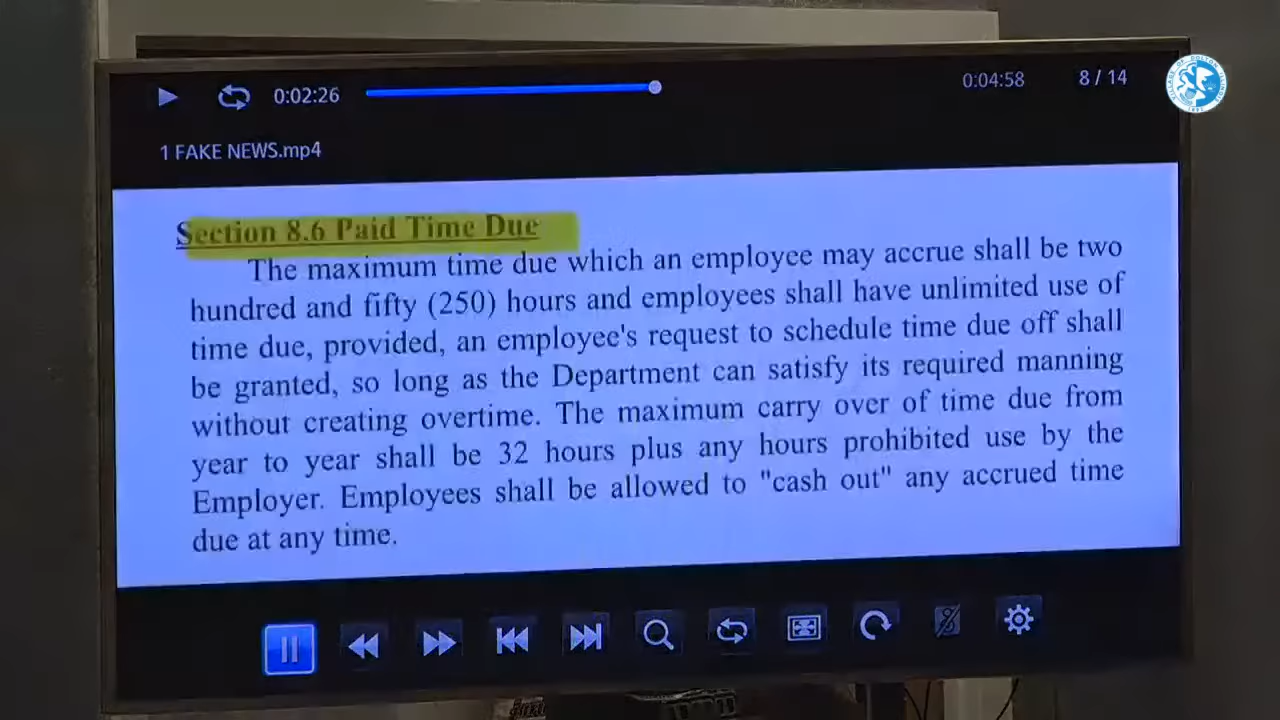 0:02:26
0:04:58
8 / 14
1 FAKE NEWS.mp4
Section 8.6 Paid Time Due
The maximum time due which an employee may accrue shall be two
hundred and fifty (250) hours and employees shall have unlimited use of
time due, provided, an employee's request to schedule time due off shall
be granted, so long as the Department can satisfy its required manning
without creating overtime. The maximum carry over of time due from
year to year shall be 32 hours plus any hours prohibited use by the
Employer. Employees shall be allowed to "cash out" any accrued time
due at any time.
VILLAGE OF DOLTON ILLINOIS